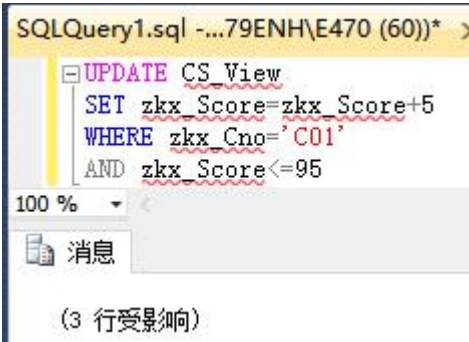 SQLQuery1.sql -...79ENH\E470 (60))*
UPDATE CS_View
SET zkx_Score=zkx_Score+5
WHERE zkx_Cno='C01'
AND zkx_Score<=95
100 %
消息
(3 行受影响)